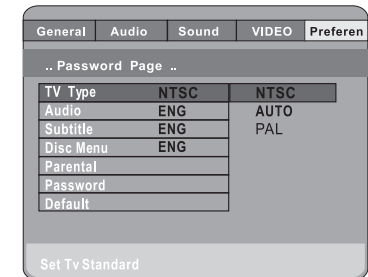 General Audio Sound VIDEO Preferen
.. Password Page ..
TV Type NTSC NTSC
Audio ENG AUTO
Subtitle ENG PAL
Disc Menu ENG
Parental
Password
Default
Set Tv Standard